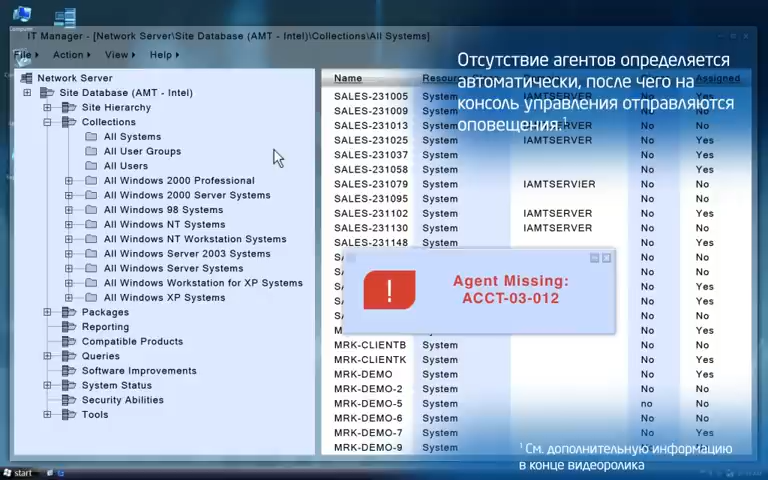 IT Manager - [Network Server\Site Database (AMT - Intel)\Collections\All Systems]
File Action View Help
Отсутствие агентов определяется
автоматически, после чего на
консоль управления отправляются
оповещения.¹
Network Server
Site Database (AMT - Intel)
Site Hierarchy
Collections
All Systems
All User Groups
All Users
All Windows 2000 Professional
All Windows 2000 Server Systems
All Windows 98 Systems
All Windows NT Systems
All Windows NT Workstation Systems
All Windows Server 2003 Systems
All Windows Server Systems
All Windows Workstation for XP Systems
All Windows XP Systems
Packages
Reporting
Compatible Products
Queries
Software Improvements
System Status
Security Abilities
Tools
Name Assigned
SALES-231005 System IAMTSERVER No No
SALES-231009 System No No
SALES-231013 System No
SALES-231025 System IAMTSERVER No Yes
SALES-231037 System No Yes
SALES-231058 System No Yes
SALES-231079 System IAMTSERVIER No No
SALES-231095 System No No
SALES-231102 System IAMTSERVER No Yes
SALES-231130 System IAMTSERVER No No
SALES-231148 System No Yes
Agent Missing:
ACCT-03-012
MRK-CLIENTB System No No
MRK-CLIENTK System No Yes
MRK-DEMO System No Yes
MRK-DEMO-2 System No No
MRK-DEMO-5 System no No
MRK-DEMO-6 System No No
MRK-DEMO-7 System No Yes
MRK-DEMO-9 System No No
¹ См. дополнительную информацию
в конце видеоролика
start